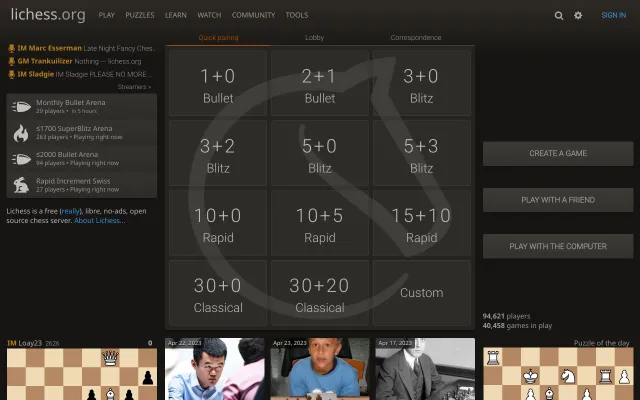 lichess.org PLAY PUZZLES LEARN WATCH COMMUNITY TOOLS SIGN IN
IM Marc Esserman Late Night Fancy Ches...
GM Trankuilizer Nothing — lichess.org
IM Sladgie IM Sladgie PLEASE NO MORE ...
Streamers »
Monthly Bullet Arena
29 players • in 5 hours
≤1700 SuperBlitz Arena
263 players • Playing right now
≤2000 Bullet Arena
94 players • Playing right now
Rapid Increment Swiss
27 players • Playing right now
Lichess is a free (really), libre, no-ads, open
source chess server. About Lichess...
Quick pairing Lobby Correspondence
1+0 2+1 3+0
Bullet Bullet Blitz
3+2 5+0 5+3
Blitz Blitz Blitz
10+0 10+5 15+10
Rapid Rapid Rapid
30+0 30+20 Custom
Classical Classical
CREATE A GAME
PLAY WITH A FRIEND
PLAY WITH THE COMPUTER
94,621 players
40,458 games in play
IM Loay23 2626 0
Apr 22, 2023 Apr 23, 2023 Apr 17, 2023
Puzzle of the day